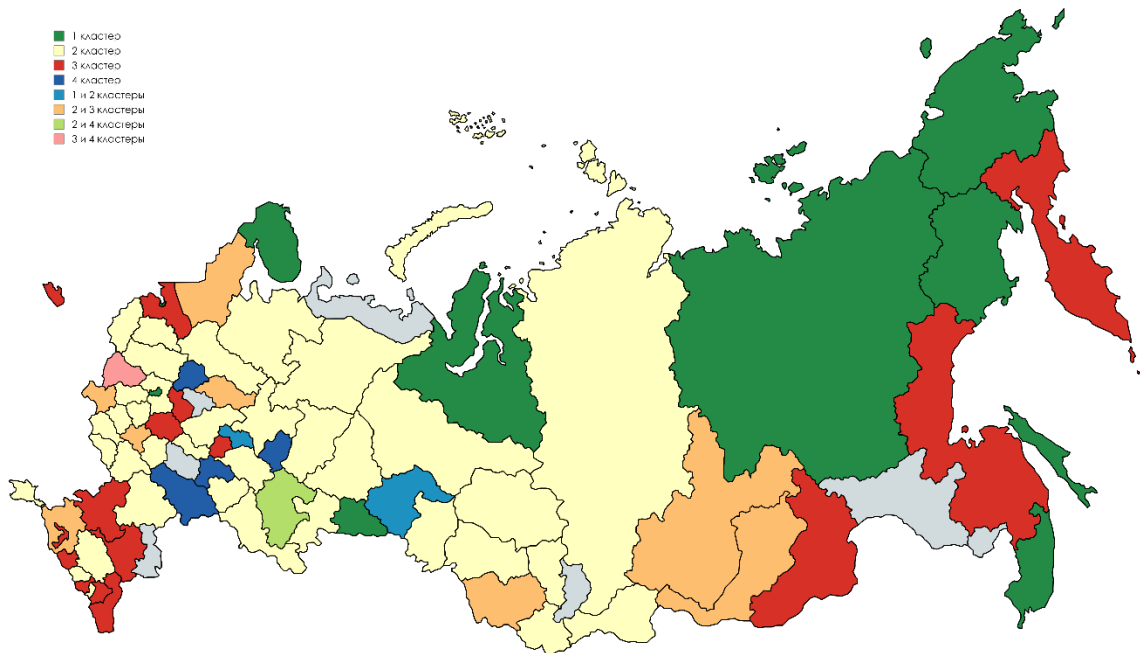 1 кластер
2 кластер
3 кластер
4 кластер
1 и 2 кластеры
2 и 3 кластеры
2 и 4 кластеры
3 и 4 кластеры